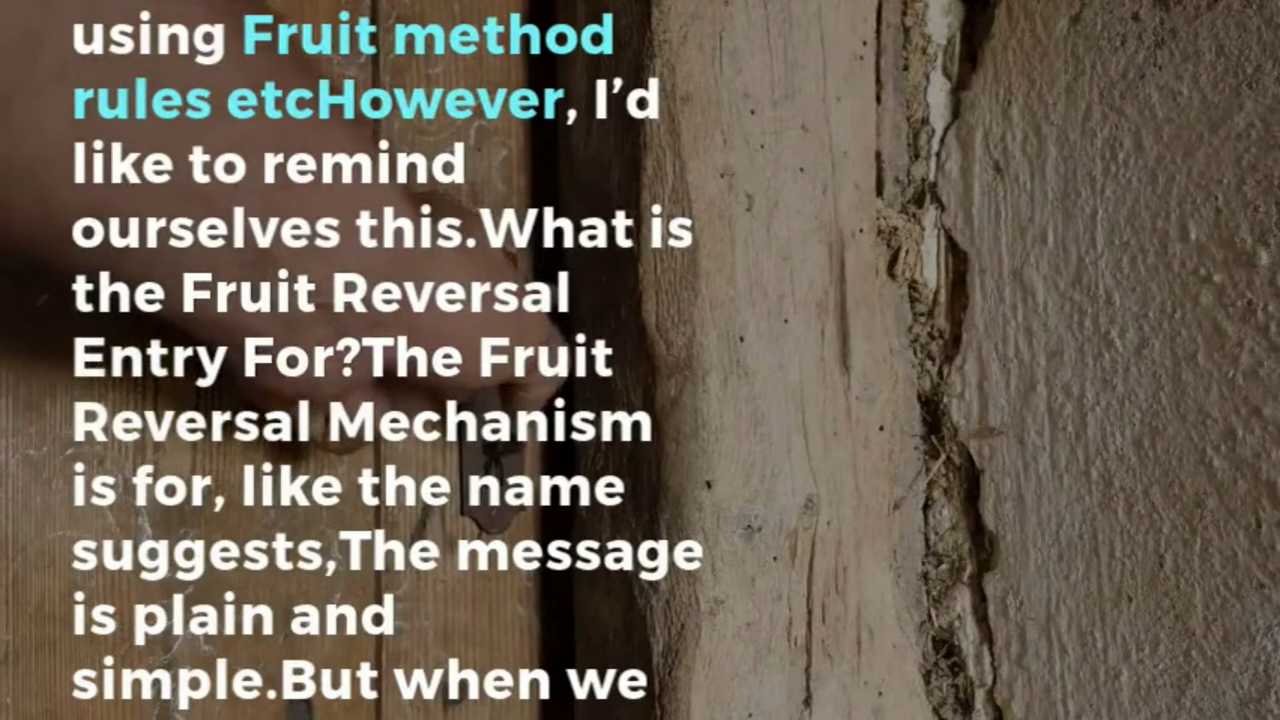 using Fruit method
rules etcHowever, I’d
like to remind
ourselves this.What is
the Fruit Reversal
Entry For?The Fruit
Reversal Mechanism
is for, like the name
suggests,The message
is plain and
simple.But when we